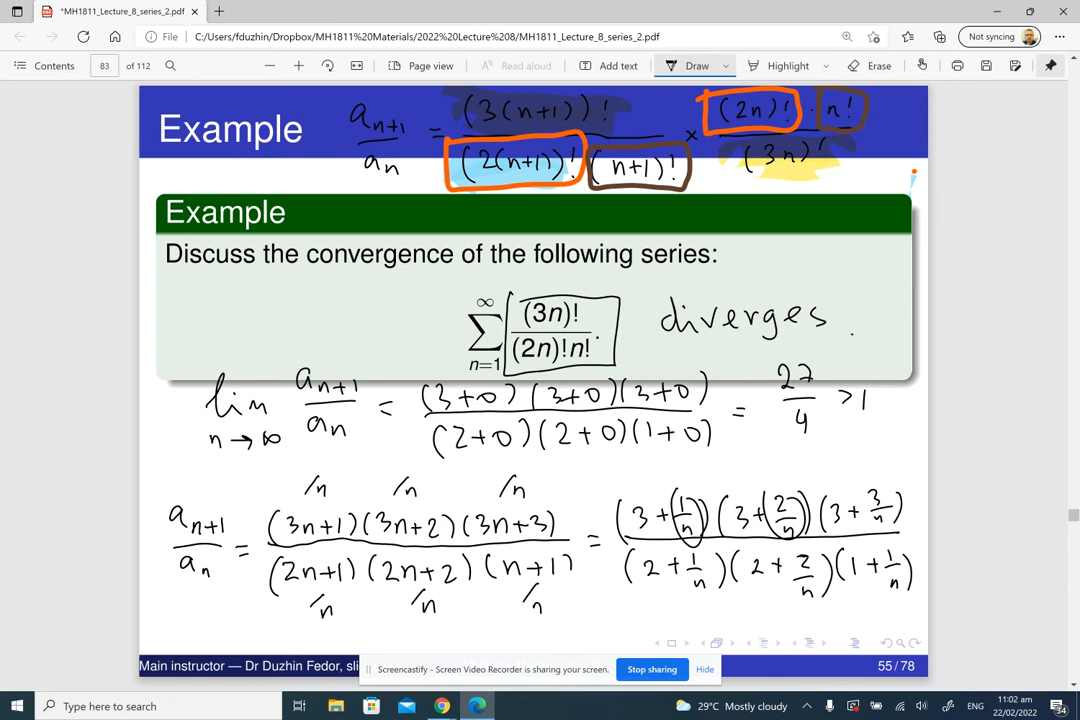 *MH1811_Lecture_8_series_2.pdf
File
C:/Users/fduzhin/Dropbox/MH1811%20Materials/2022%20Lecture%208/MH1811_Lecture_8_series_2.pdf
Not syncing
Contents 83 of 112 Page view Read aloud Add text Draw Highlight Erase
Example
a_{n+1}/a_n = (3(n+1))! / (2(n+1))! (n+1)! × (2n)! · n! / (3n)!
Example
Discuss the convergence of the following series:
∞ ∑ n=1 (3n)! / (2n)!n! . diverges .
lim n→∞ a_{n+1}/a_n = (3+0)(3+0)(3+0) / (2+0)(2+0)(1+0) = 27/4 >1
/n /n /n
a_{n+1}/a_n = (3n+1)(3n+2)(3n+3) / (2n+1)(2n+2)(n+1) = (3+1/n)(3+2/n)(3+3/n) / (2+1/n)(2+2/n)(1+1/n)
/n /n /n
Main instructor — Dr Duzhin Fedor, sli
55 / 78
Screencastify - Screen Video Recorder is sharing your screen.
Stop sharing
Hide
Type here to search
29°C Mostly cloudy
ENG
11:02 am
22/02/2022
34